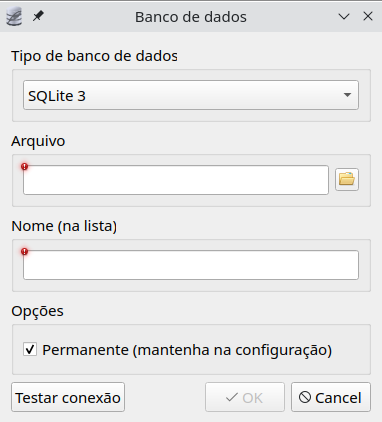 Banco de dados
Tipo de banco de dados
SQLite 3
Arquivo
Nome (na lista)
Opções
Permanente (mantenha na configuração)
Testar conexão
OK
Cancel